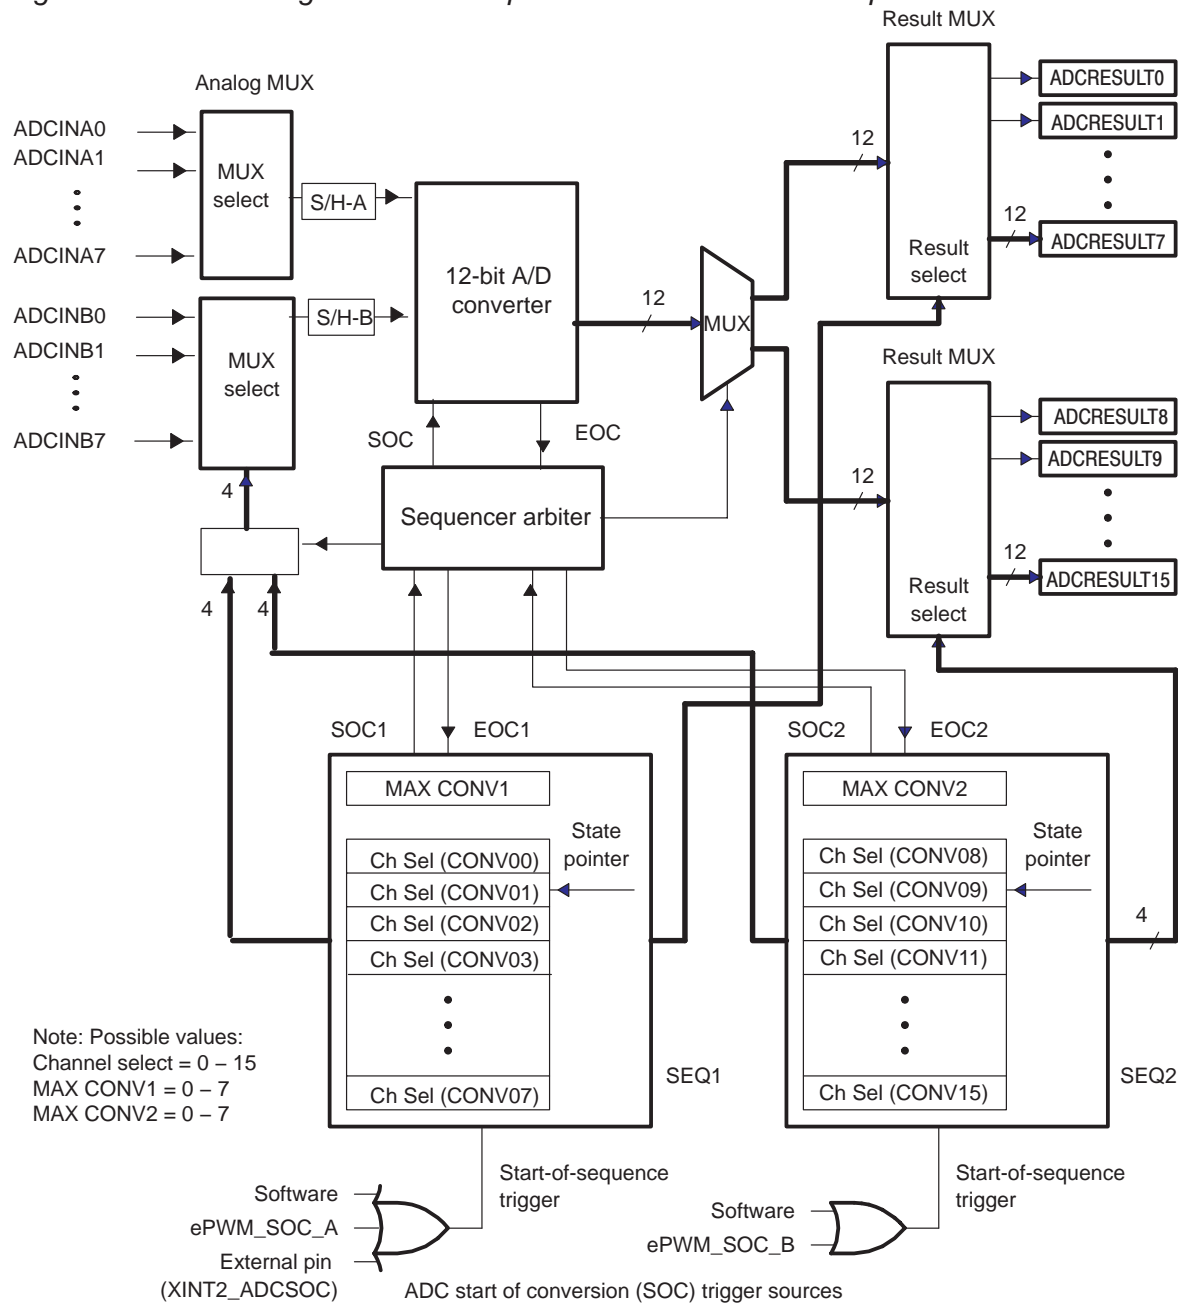 Result MUX
ADCRESULT0
Analog MUX
ADCINA0
ADCINA1
ADCINA7
MUX
select
S/H-A
ADCINB0
ADCINB1
ADCINB7
MUX
select
S/H-B
12-bit A/D
converter
12
MUX
12
Result
select
ADCRESULT1
12
ADCRESULT7
Result MUX
12
Result
select
ADCRESULT8
ADCRESULT9
12
ADCRESULT15
SOC
EOC
Sequencer arbiter
4
4
4
SOC1
EOC1
SOC2
EOC2
MAX CONV1
State
pointer
Ch Sel (CONV00)
Ch Sel (CONV01)
Ch Sel (CONV02)
Ch Sel (CONV03)
Ch Sel (CONV07)
SEQ1
MAX CONV2
State
pointer
Ch Sel (CONV08)
Ch Sel (CONV09)
Ch Sel (CONV10)
Ch Sel (CONV11)
Ch Sel (CONV15)
4
SEQ2
Note: Possible values:
Channel select = 0 – 15
MAX CONV1 = 0 – 7
MAX CONV2 = 0 – 7
Start-of-sequence
trigger
Software
ePWM_SOC_A
External pin
(XINT2_ADCSOC)
Start-of-sequence
trigger
Software
ePWM_SOC_B
ADC start of conversion (SOC) trigger sources